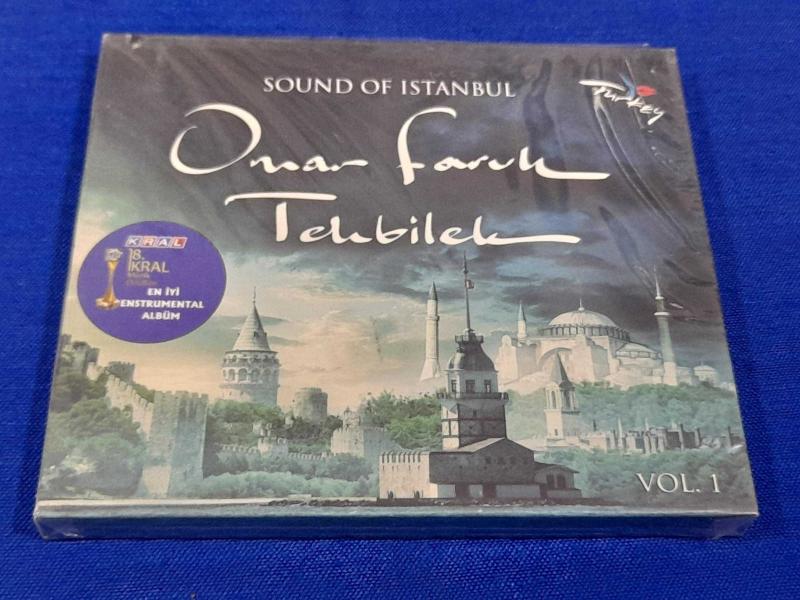 SOUND OF ISTANBUL
Turkey
Omar Faruk
Tekbilek
KRAL
18.
KRAL
EN İYİ
ENSTRUMENTAL
ALBÜM
VOL. 1